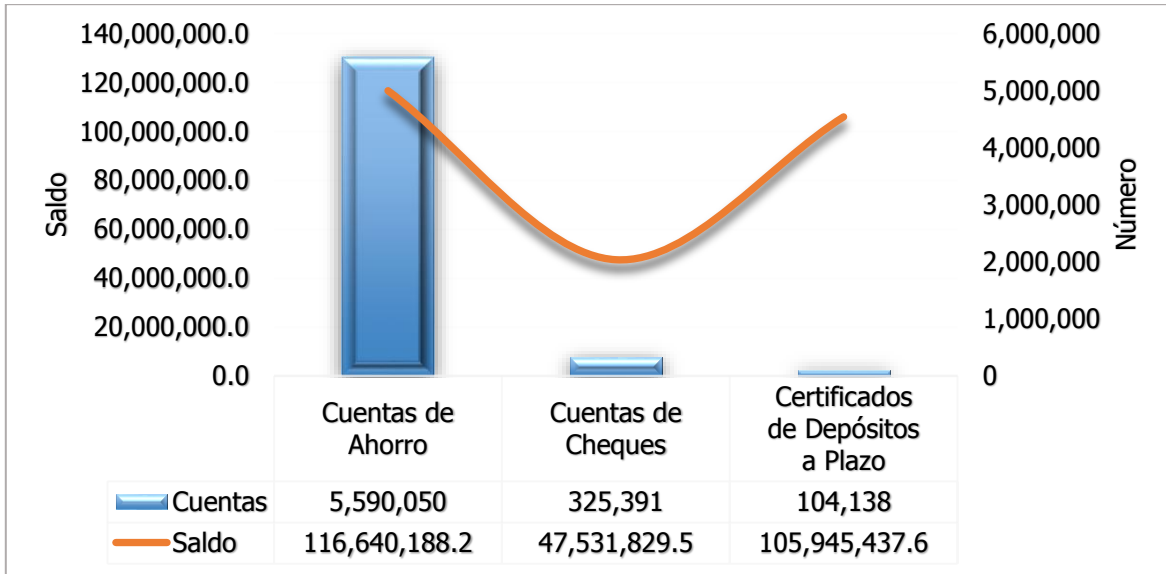 140,000,000.0
120,000,000.0
100,000,000.0
80,000,000.0
60,000,000.0
40,000,000.0
20,000,000.0
0.0
Saldo
6,000,000
5,000,000
4,000,000
3,000,000
2,000,000
1,000,000
0
Número
Cuentas de
Ahorro
Cuentas de
Cheques
Certificados
de Depósitos
a Plazo
Cuentas 5,590,050 325,391 104,138
Saldo 116,640,188.2 47,531,829.5 105,945,437.6